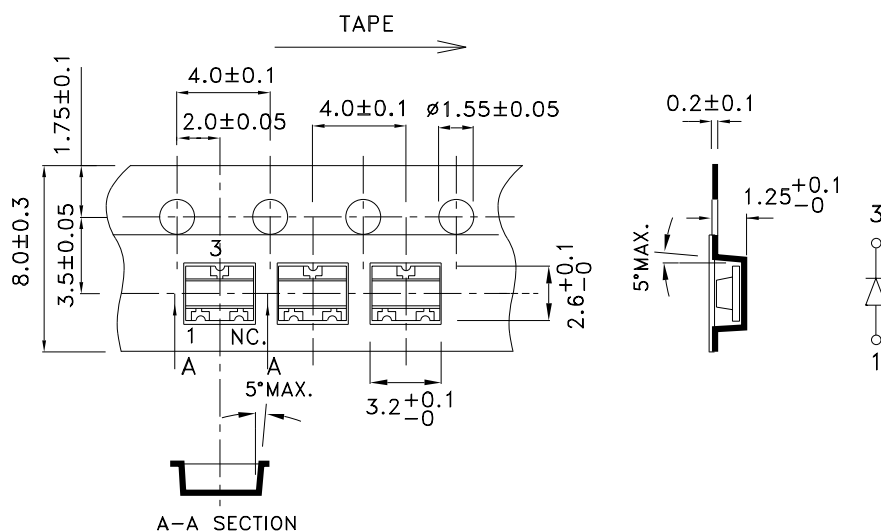 TAPE
4.0±0.1
2.0±0.05
4.0±0.1
ø1.55±0.05
1.75±0.1
8.0±0.3
3.5±0.05
3
1
NC.
A
A
5°MAX.
2.6+0.1-0
3.2+0.1-0
A-A SECTION
0.2±0.1
1.25+0.1-0
5°MAX.
3
1